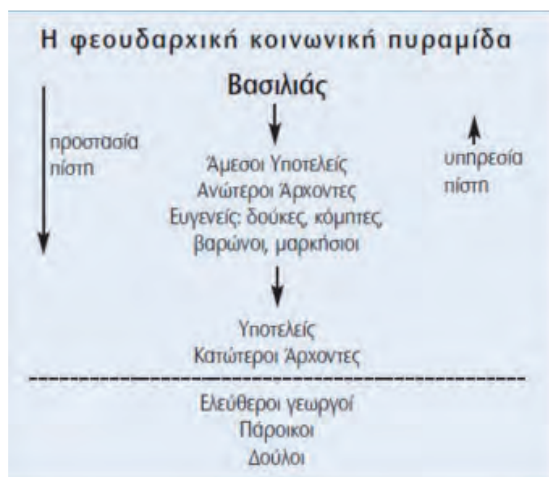 Η φεουδαρχική κοινωνική πυραμίδα
Βασιλιάς
προστασία
πίστη
υπηρεσία
πίστη
Άμεσοι Υποτελείς
Ανώτεροι Άρχοντες
Ευγενείς: δούκες, κόμητες,
βαρώνοι, μαρκήσιοι
Υποτελείς
Κατώτεροι Άρχοντες
Ελεύθεροι γεωργοί
Πάροικοι
Δούλοι